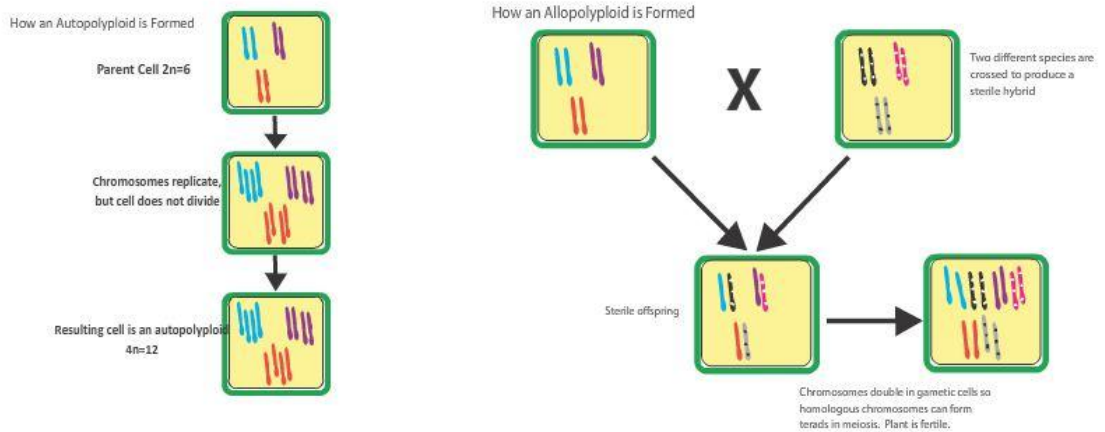 How an Autopolyploid is Formed
Parent Cell 2n=6
Chromosomes replicate,
but cell does not divide
Resulting cell is an autopolyploid
4n=12
How an Allopolyploid is Formed
X
Two different species are
crossed to produce a
sterile hybrid
Sterile offspring
Chromosomes double in gametic cells so
homologous chromosomes can form
terads in meiosis. Plant is fertile.